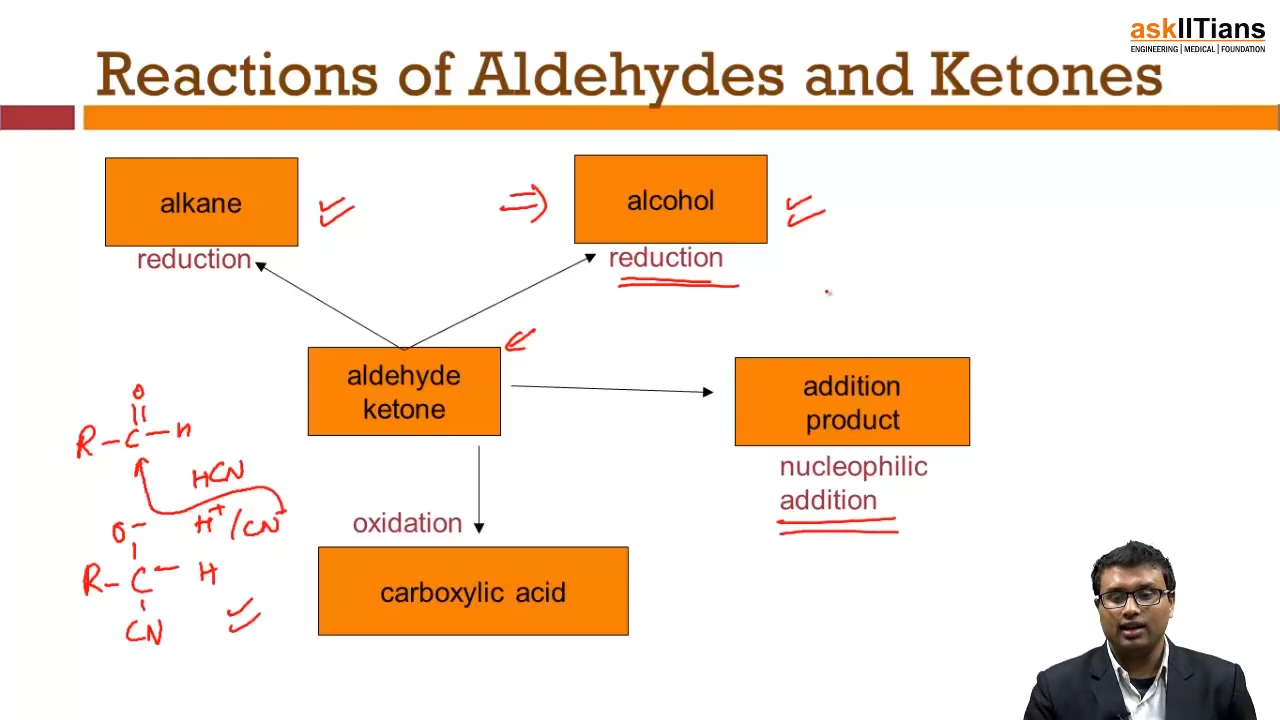 askIITians
ENGINEERING | MEDICAL | FOUNDATION
Reactions of Aldehydes and Ketones
alkane
reduction
alcohol
reduction
aldehyde
ketone
addition
product
nucleophilic
addition
oxidation
carboxylic acid
O
R-C-H
HCN
H+/CN-
O-
R-C-H
CN